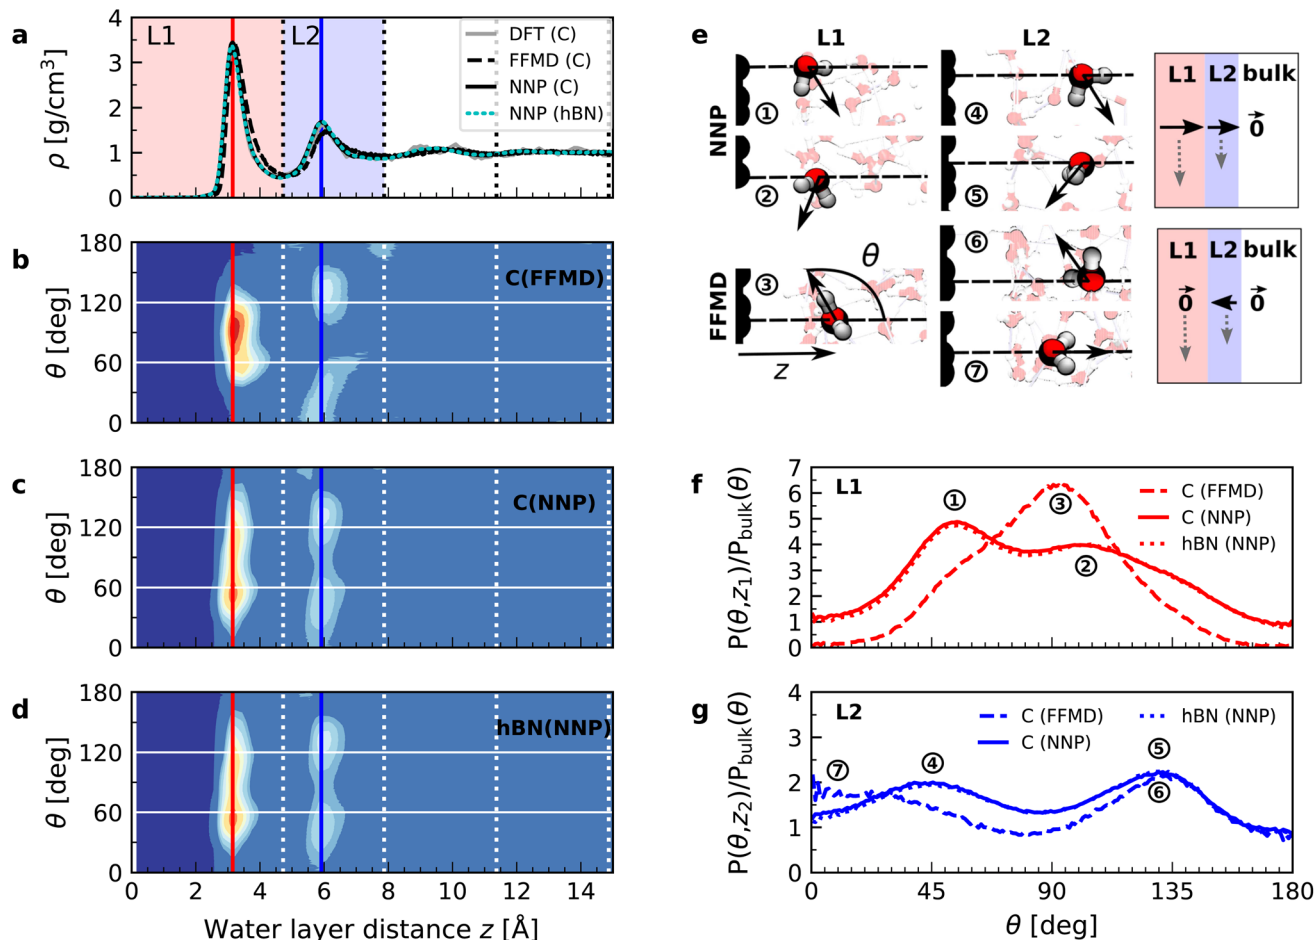 a
4
3
2
1
0
ρ [g/cm³]
L1
L2
DFT (C)
FFMD (C)
NNP (C)
NNP (hBN)
b
180
120
60
0
θ [deg]
C(FFMD)
c
180
120
60
0
θ [deg]
C(NNP)
d
180
120
60
0
θ [deg]
hBN(NNP)
0 2 4 6 8 10 12 14
Water layer distance z [Å]
e
L1
L2
NNP
①
②
④
⑤
L1 L2 bulk
0⃗
FFMD
③
θ
z
⑥
⑦
L1 L2 bulk
0⃗ 0⃗
f
7
6
5
4
3
2
1
0
P(θ,z₁)/P_bulk(θ)
L1
①
③
②
C (FFMD)
C (NNP)
hBN (NNP)
g
4
3
2
1
0
P(θ,z₂)/P_bulk(θ)
L2
C (FFMD)
C (NNP)
hBN (NNP)
⑦
④
⑤
⑥
0 45 90 135 180
θ [deg]